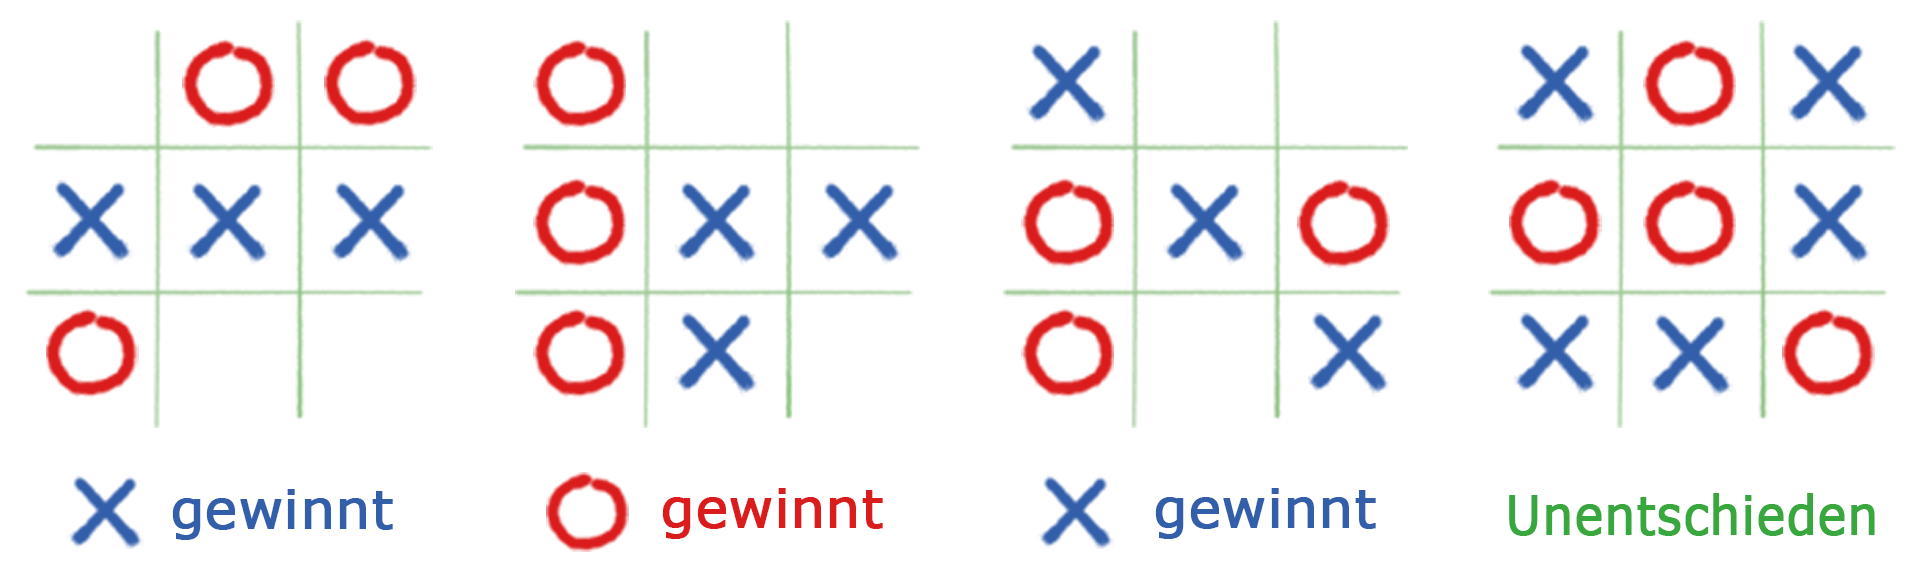 O O
X X X
O
O
O X X
O X
X
O X O
O X
X O X
O O X
X X O
X gewinnt
O gewinnt
X gewinnt
Unentschieden